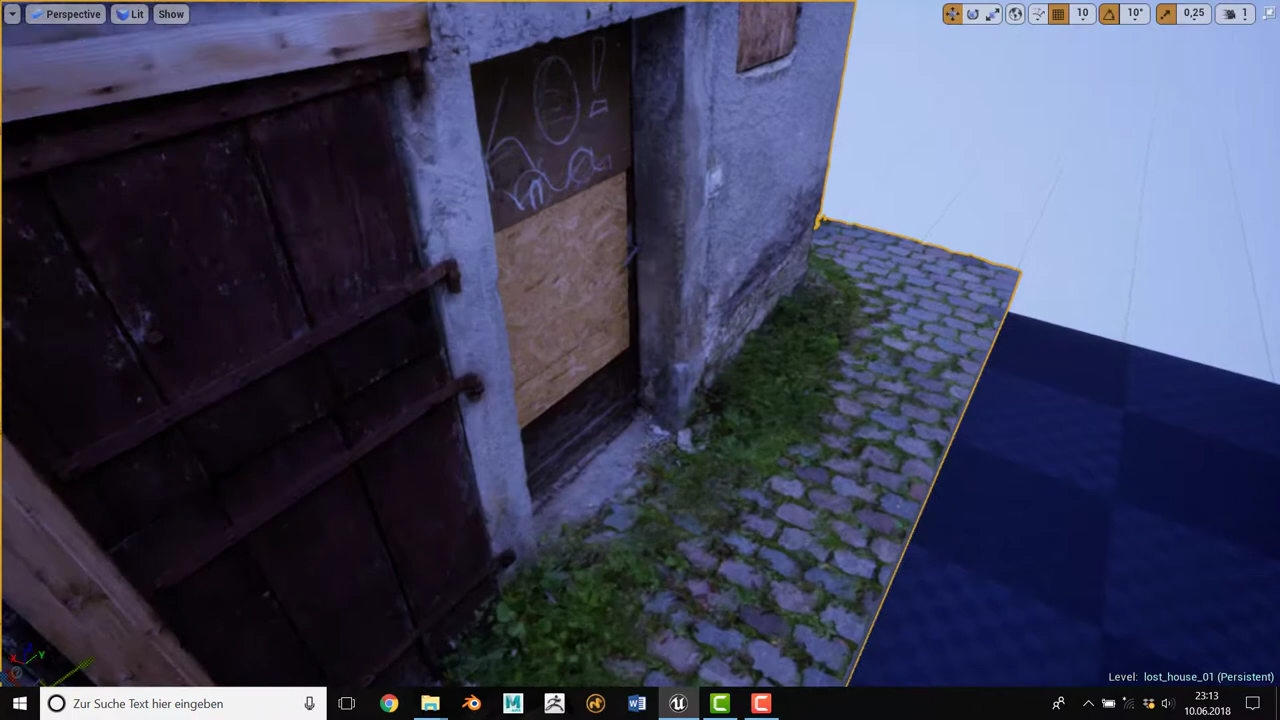 Perspective Lit Show 10 10° 0,25 1
Level: lost_house_01 (Persistent)
Zur Suche Text hier eingeben
23:13
10.06.2018